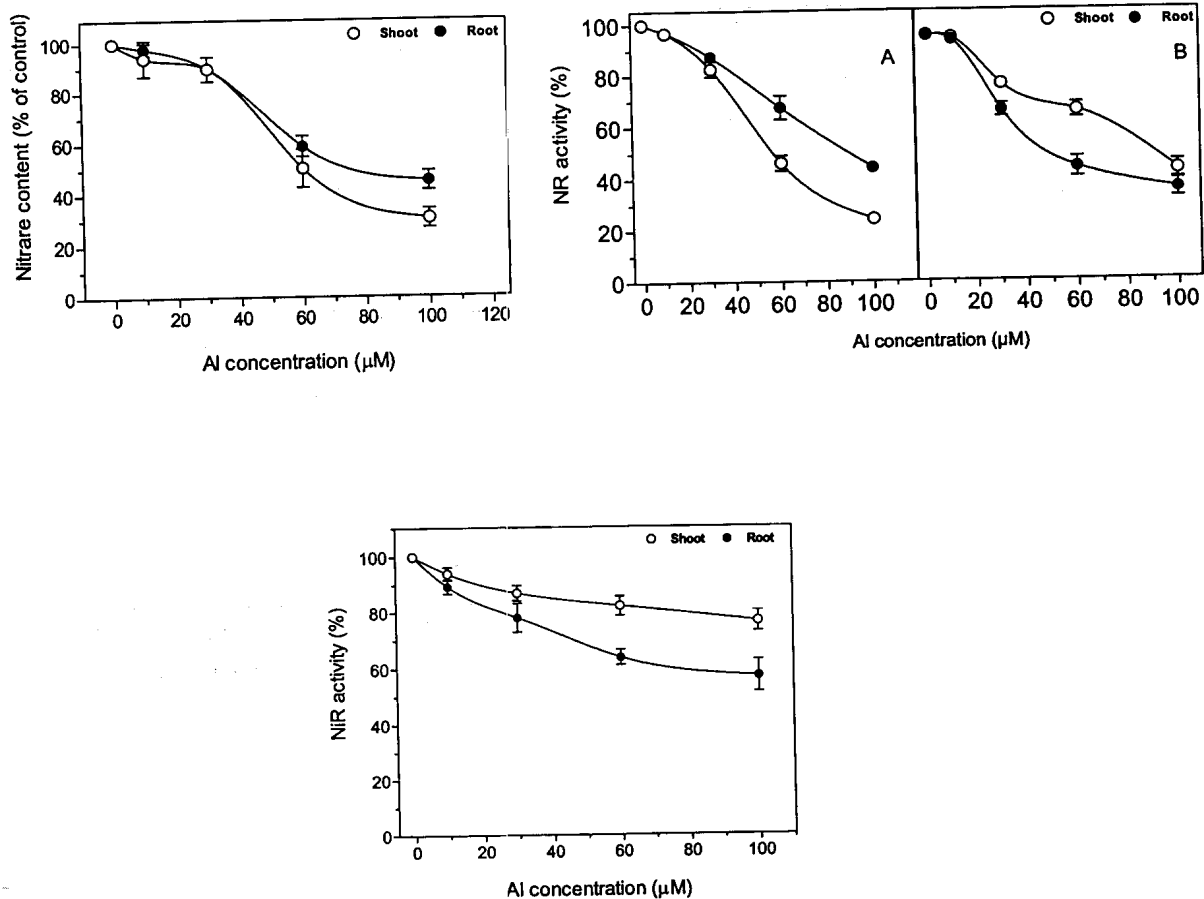 Shoot Root
Nitrare content (% of control)
100
80
60
40
20
0
0 20 40 60 80 100 120
Al concentration (µM)
Shoot Root
A B
NR activity (%)
100
80
60
40
20
0
0 20 40 60 80 100 0 20 40 60 80 100
Al concentration (µM)
Shoot Root
NiR activity (%)
100
80
60
40
20
0
0 20 40 60 80 100
Al concentration (µM)